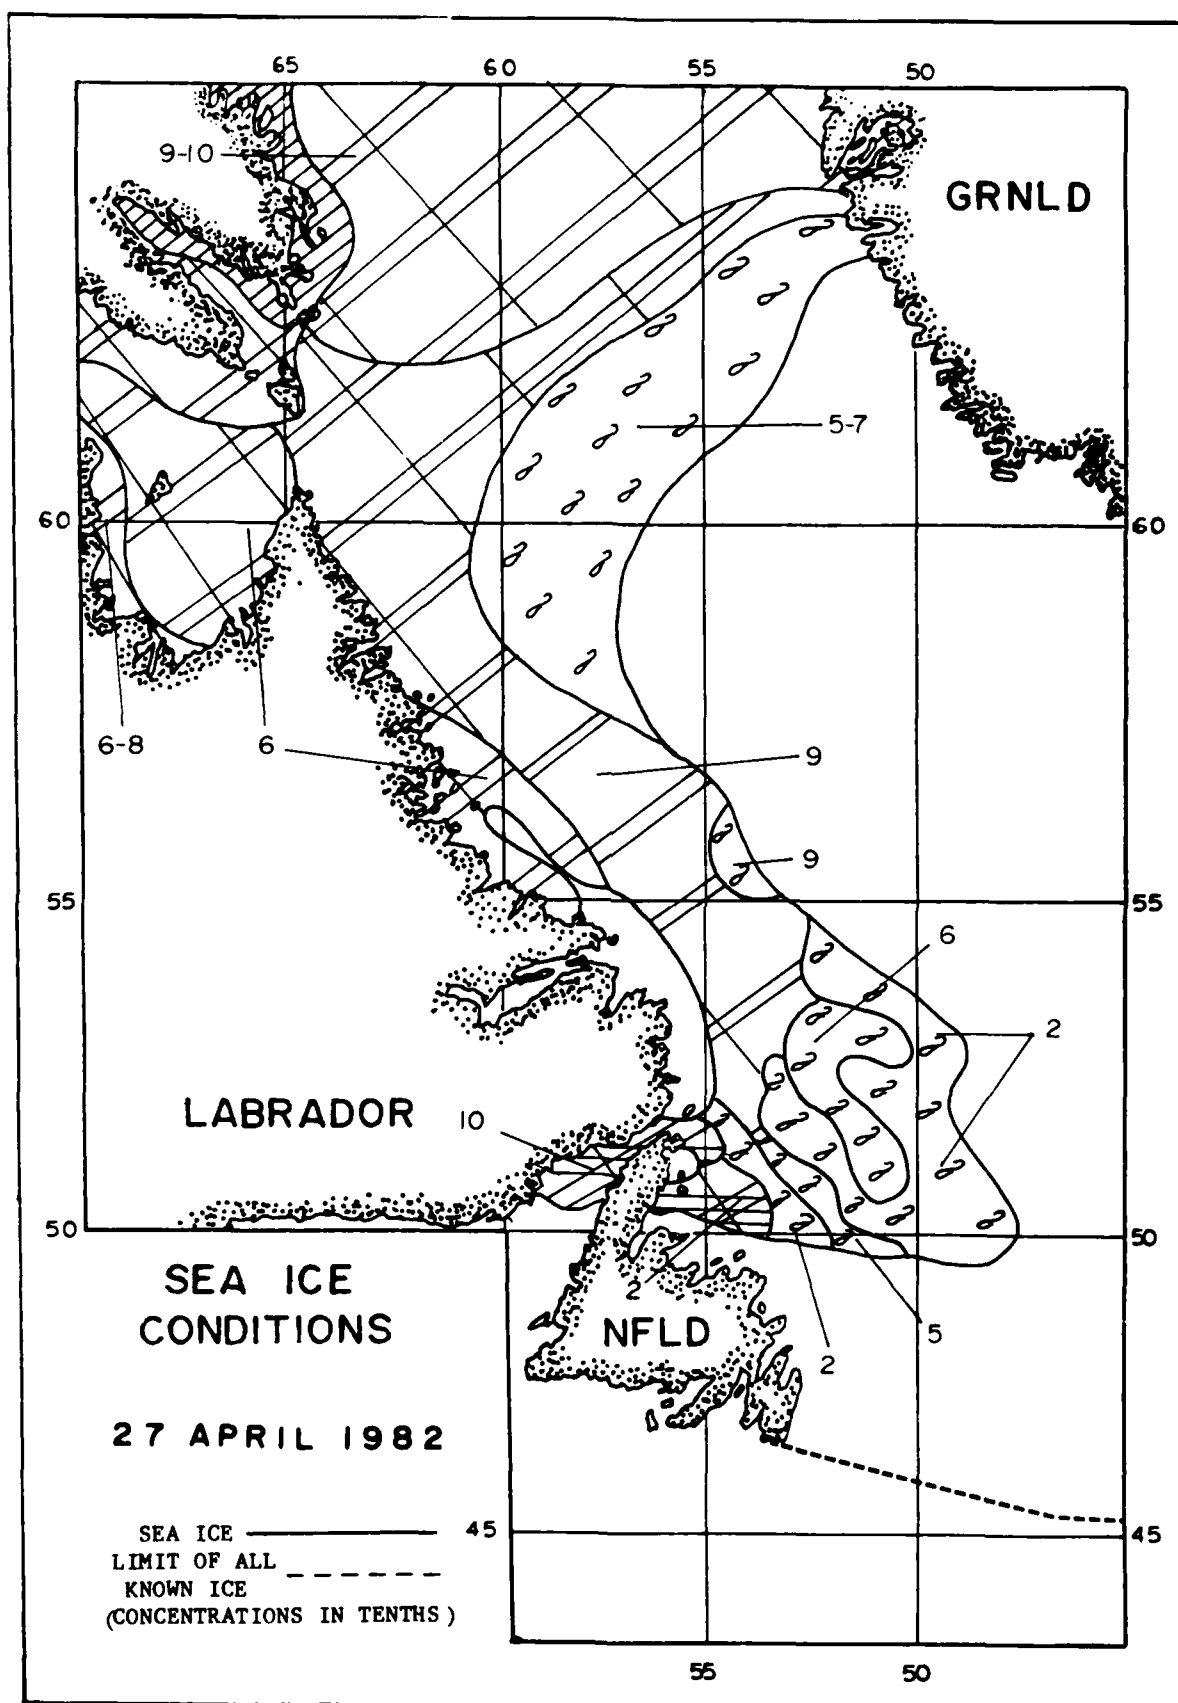 65 60 55 50
9-10
GRNLD
5-7
60 60
6-8 6 9
9
55 55
6
2
LABRADOR 10
50 50
SEA ICE
CONDITIONS
2
NFLD
5
2
27 APRIL 1982
SEA ICE
LIMIT OF ALL
KNOWN ICE
(CONCENTRATIONS IN TENTHS)
45 45
55 50